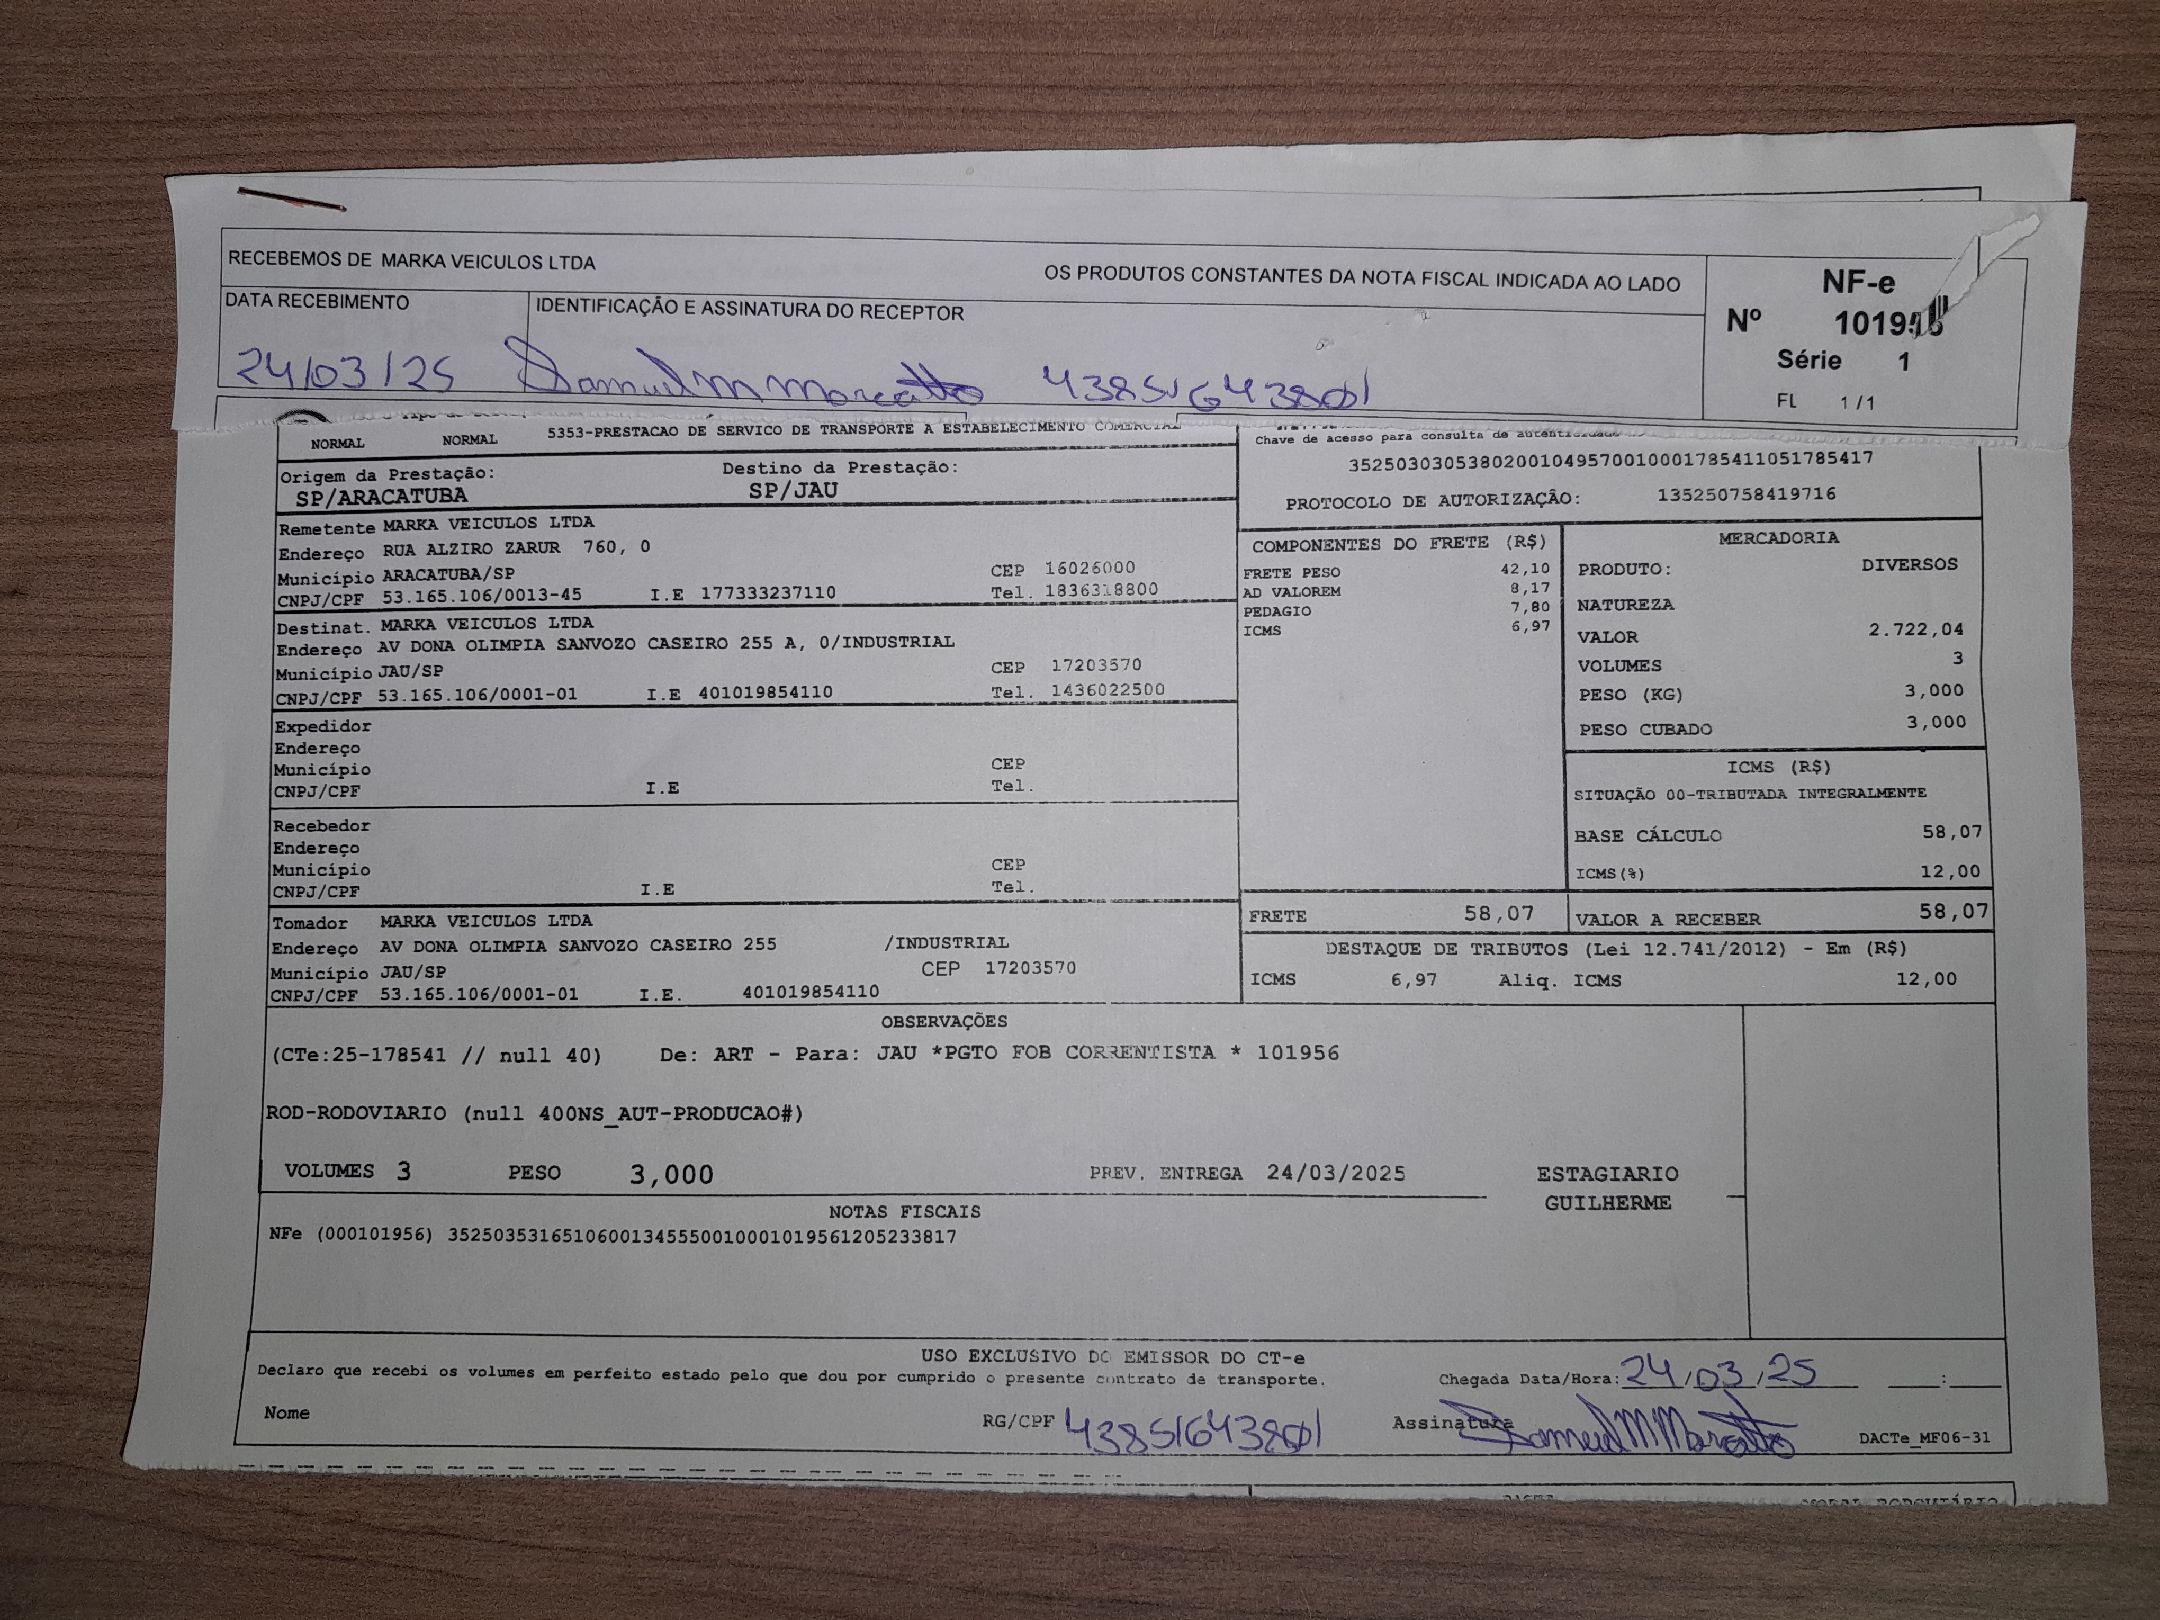 RECEBEMOS DE MARKA VEICULOS LTDA OS PRODUTOS CONSTANTES DA NOTA FISCAL INDICADA AO LADO
DATA RECEBIMENTO IDENTIFICAÇÃO E ASSINATURA DO RECEPTOR
24/03/25 Samuel M Marcatto 43851643801
NF-e
Nº 101956
Série 1
FL 1/1
NORMAL NORMAL 5353-PRESTACAO DE SERVICO DE TRANSPORTE A ESTABELECIMENTO COMERCIAL
Origem da Prestação: Destino da Prestação:
SP/ARACATUBA SP/JAU
Chave de acesso para consulta de autenticidade
35250303053802001049570010001785411051785417
PROTOCOLO DE AUTORIZAÇÃO: 135250758419716
Remetente MARKA VEICULOS LTDA
Endereço RUA ALZIRO ZARUR 760, 0
Município ARACATUBA/SP CEP 16026000
CNPJ/CPF 53.165.106/0013-45 I.E 177333237110 Tel. 1836318800
Destinat. MARKA VEICULOS LTDA
Endereço AV DONA OLIMPIA SANVOZO CASEIRO 255 A, 0/INDUSTRIAL
Município JAU/SP CEP 17203570
CNPJ/CPF 53.165.106/0001-01 I.E 401019854110 Tel. 1436022500
Expedidor
Endereço
Município CEP
CNPJ/CPF I.E Tel.
Recebedor
Endereço
Município CEP
CNPJ/CPF I.E Tel.
Tomador MARKA VEICULOS LTDA
Endereço AV DONA OLIMPIA SANVOZO CASEIRO 255 /INDUSTRIAL
Município JAU/SP CEP 17203570
CNPJ/CPF 53.165.106/0001-01 I.E. 401019854110
COMPONENTES DO FRETE (R$)
FRETE PESO 42,10
AD VALOREM 8,17
PEDAGIO 7,80
ICMS 6,97
MERCADORIA
PRODUTO: DIVERSOS
NATUREZA
VALOR 2.722,04
VOLUMES 3
PESO (KG) 3,000
PESO CUBADO 3,000
ICMS (R$)
SITUAÇÃO 00-TRIBUTADA INTEGRALMENTE
BASE CÁLCULO 58,07
ICMS(%) 12,00
FRETE 58,07 VALOR A RECEBER 58,07
DESTAQUE DE TRIBUTOS (Lei 12.741/2012) - Em (R$)
ICMS 6,97 Aliq. ICMS 12,00
OBSERVAÇÕES
(CTe:25-178541 // null 40) De: ART - Para: JAU *PGTO FOB CORRENTISTA * 101956
ROD-RODOVIARIO (null 400NS_AUT-PRODUCAO#)
VOLUMES 3 PESO 3,000 PREV. ENTREGA 24/03/2025 ESTAGIARIO
GUILHERME
NOTAS FISCAIS
NFe (000101956) 35250353165106001345550010001019561205233817
USO EXCLUSIVO DO EMISSOR DO CT-e
Declaro que recebi os volumes em perfeito estado pelo que dou por cumprido o presente contrato de transporte. Chegada Data/Hora: 24/03/25 :
Nome RG/CPF 43851643801 Assinatura Samuel M Marcatto DACTe_MF06-31